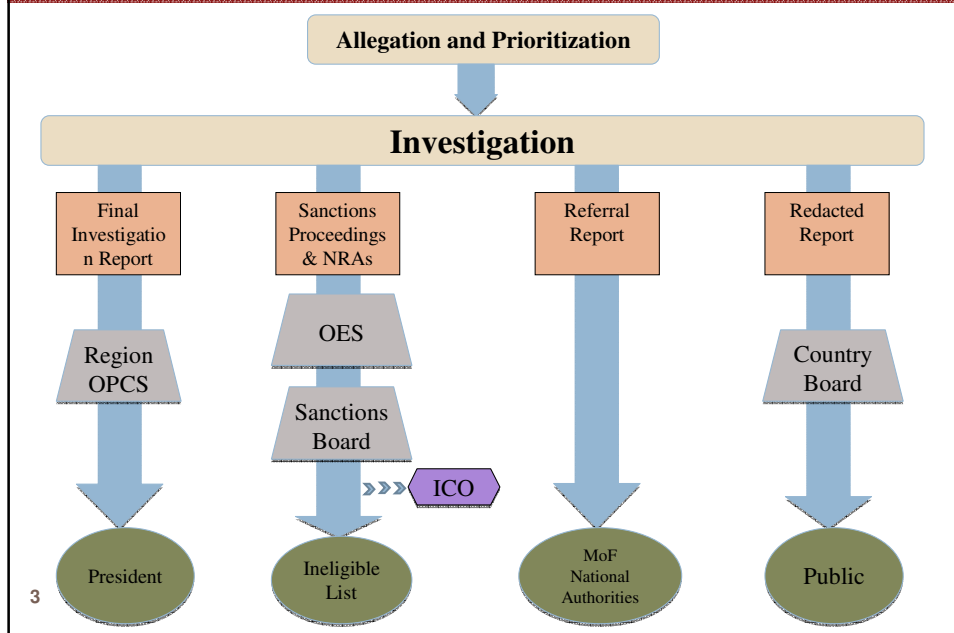 Allegation and Prioritization
Investigation
Final
Investigatio
n Report
Sanctions
Proceedings
& NRAs
Referral
Report
Redacted
Report
Region
OPCS
OES
Sanctions
Board
Country
Board
ICO
President
Ineligible
List
MoF
National
Authorities
Public
3